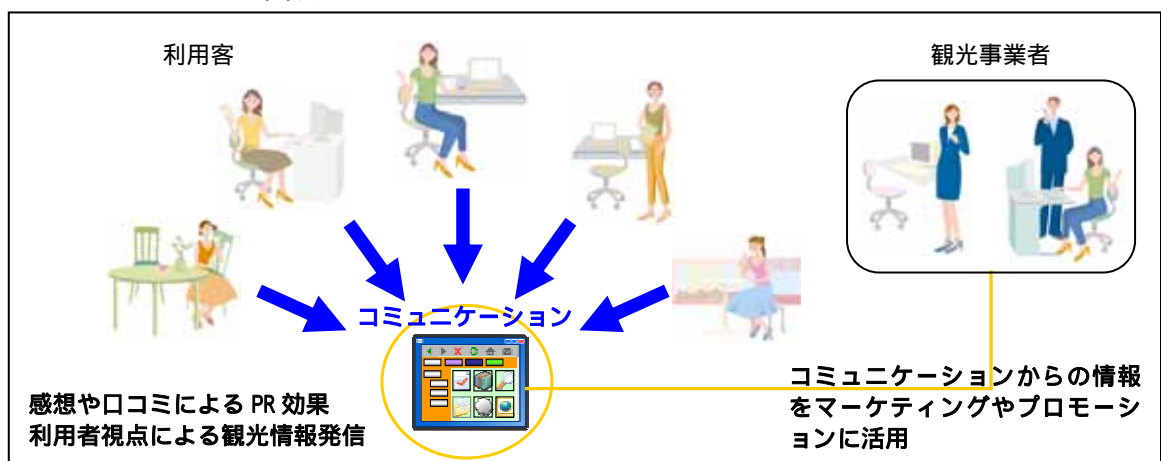 利用客
観光事業者
コミュニケーション
感想や口コミによる PR 効果
利用者視点による観光情報発信
コミュニケーションからの情報
をマーケティングやプロモーシ
ョンに活用